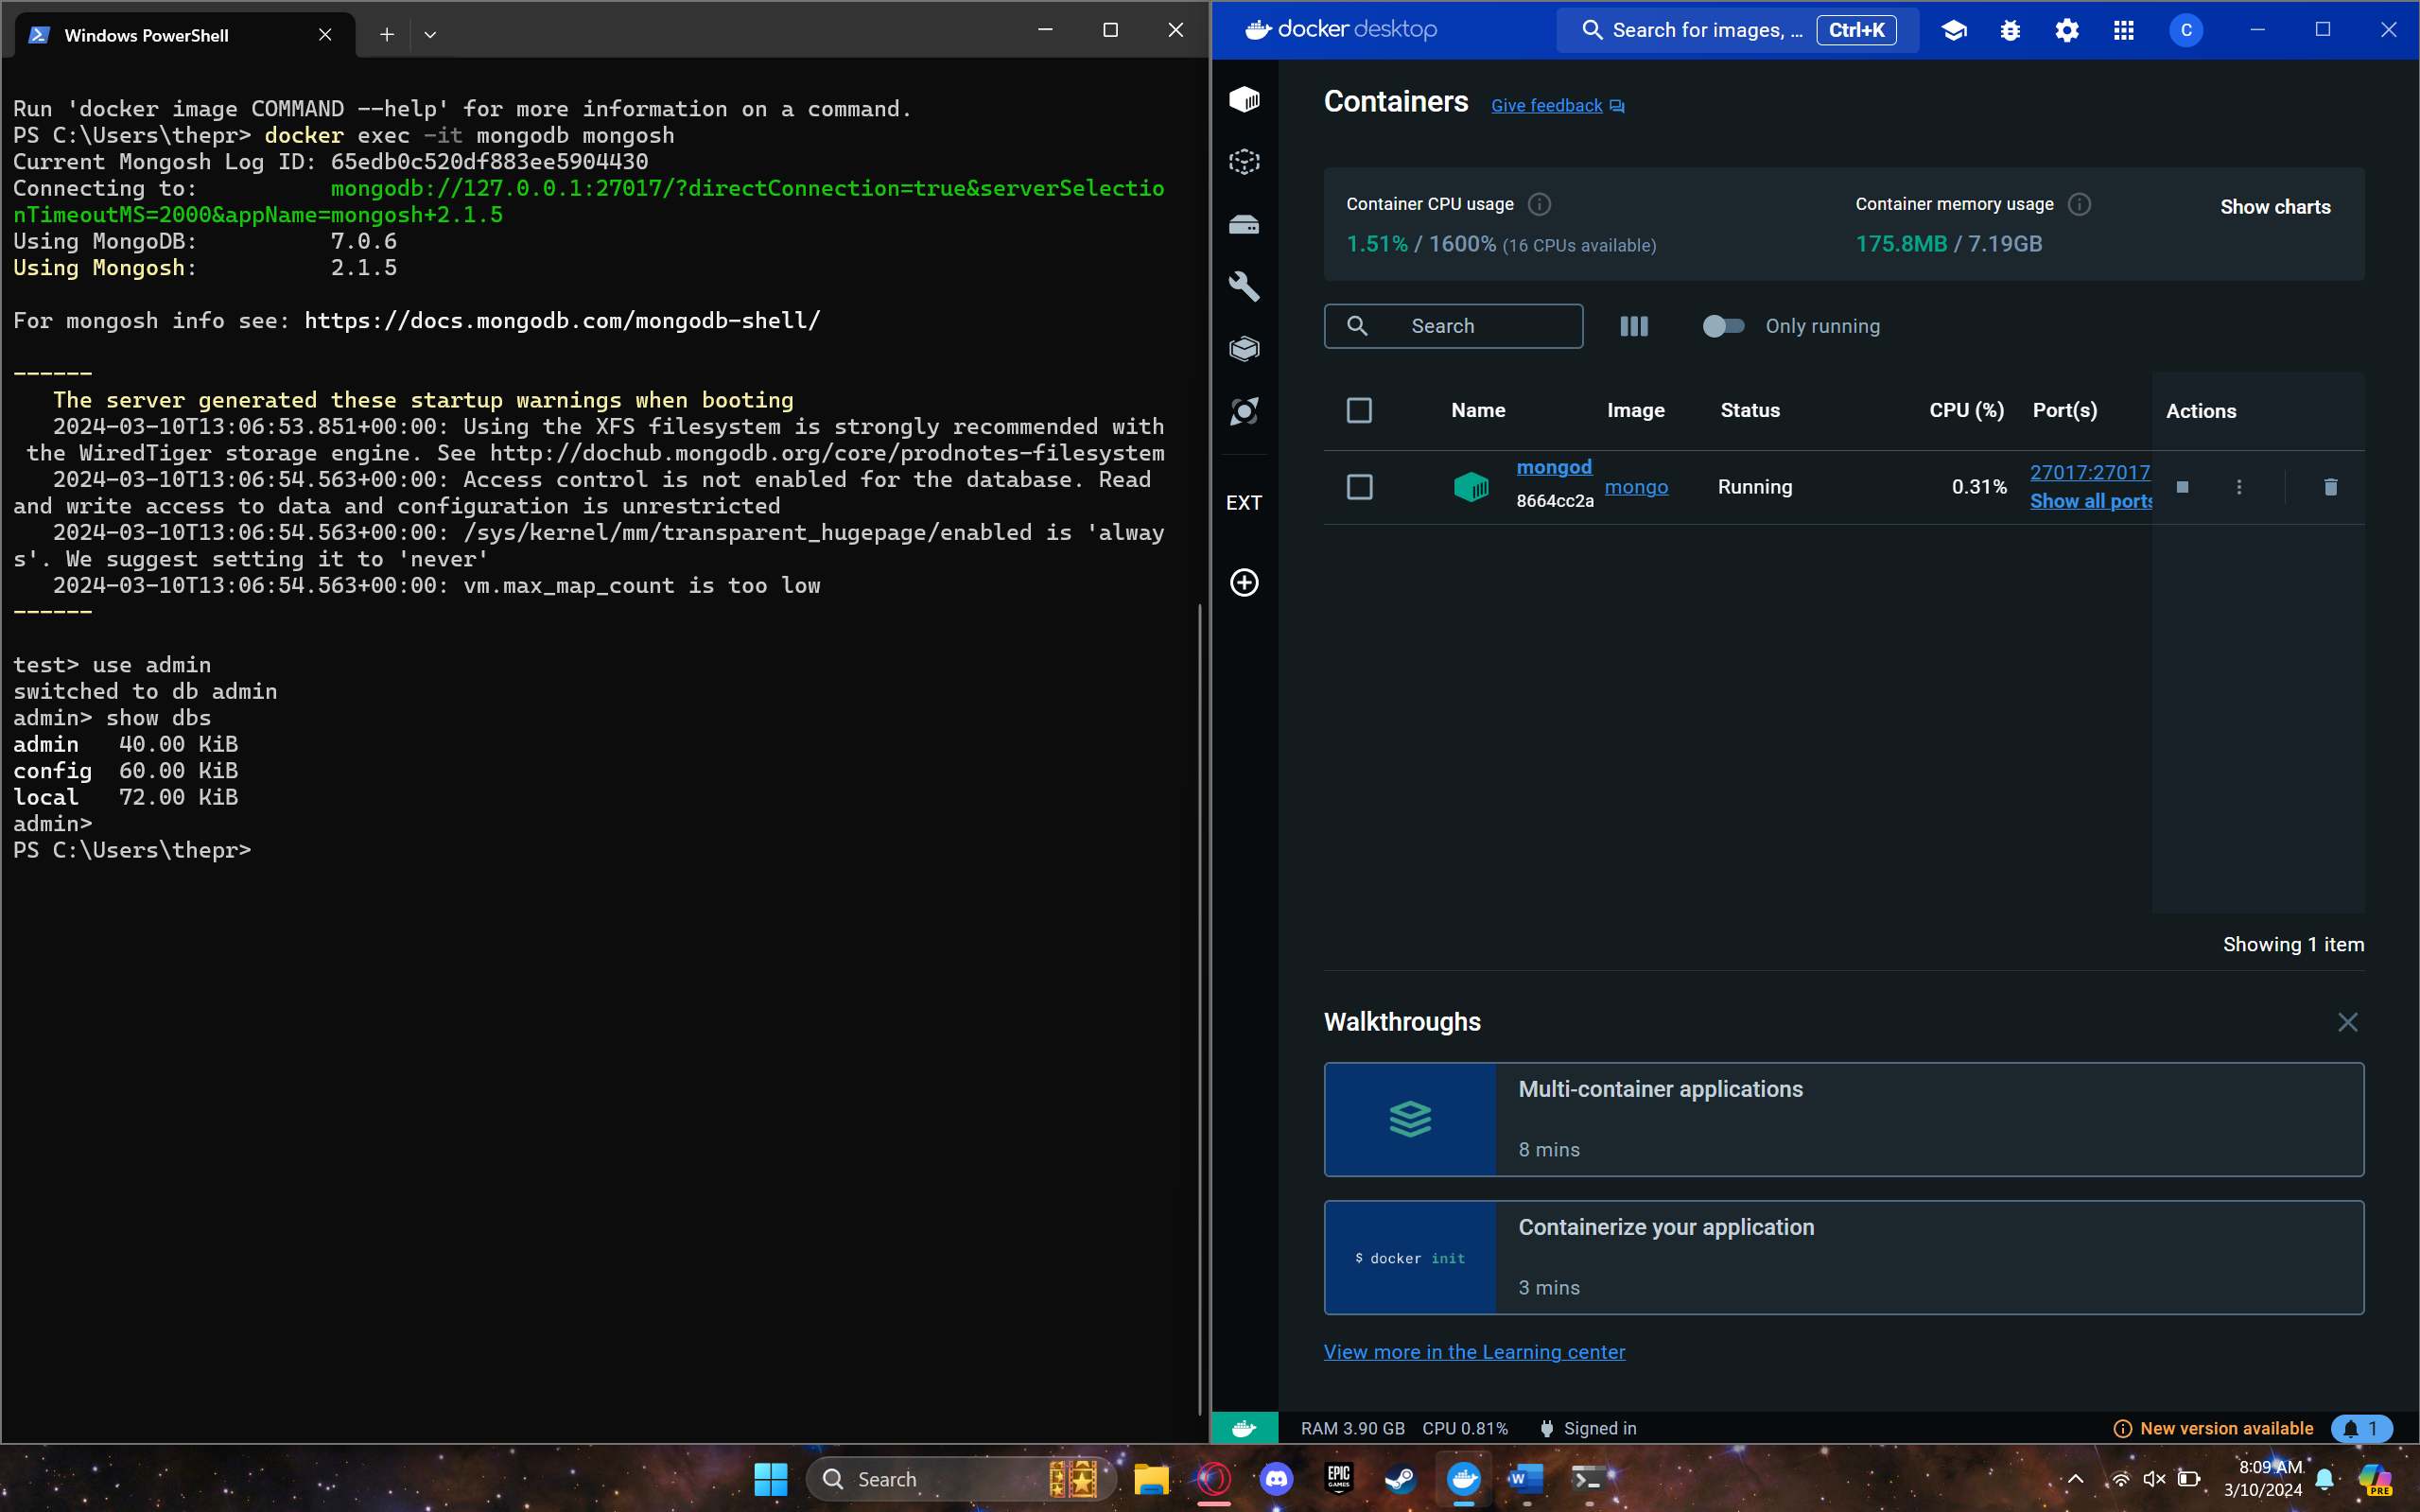 Windows PowerShell
Run 'docker image COMMAND --help' for more information on a command.
PS C:\Users\thepr> docker exec -it mongodb mongosh
Current Mongosh Log ID: 65edb0c520df883ee5904430
Connecting to: mongodb://127.0.0.1:27017/?directConnection=true&serverSelectio
nTimeoutMS=2000&appName=mongosh+2.1.5
Using MongoDB: 7.0.6
Using Mongosh: 2.1.5
For mongosh info see: https://docs.mongodb.com/mongodb-shell/
------
The server generated these startup warnings when booting
2024-03-10T13:06:53.851+00:00: Using the XFS filesystem is strongly recommended with
the WiredTiger storage engine. See http://dochub.mongodb.org/core/prodnotes-filesystem
2024-03-10T13:06:54.563+00:00: Access control is not enabled for the database. Read
and write access to data and configuration is unrestricted
2024-03-10T13:06:54.563+00:00: /sys/kernel/mm/transparent_hugepage/enabled is 'alway
s'. We suggest setting it to 'never'
2024-03-10T13:06:54.563+00:00: vm.max_map_count is too low
------
test> use admin
switched to db admin
admin> show dbs
admin 40.00 KiB
config 60.00 KiB
local 72.00 KiB
admin>
PS C:\Users\thepr>
docker desktop
Search for images, ... Ctrl+K
C
Containers Give feedback
Container CPU usage
1.51% / 1600% (16 CPUs available)
Container memory usage
175.8MB / 7.19GB
Show charts
Search
Only running
Name Image Status CPU (%) Port(s) Actions
mongod
8664cc2a
mongo Running 0.31% 27017:27017
Show all ports
EXT
Showing 1 item
Walkthroughs
Multi-container applications
8 mins
$ docker init
Containerize your application
3 mins
View more in the Learning center
RAM 3.90 GB CPU 0.81% Signed in
New version available
1
Search
EPIC
GAMES
W
8:09 AM
3/10/2024
PRE